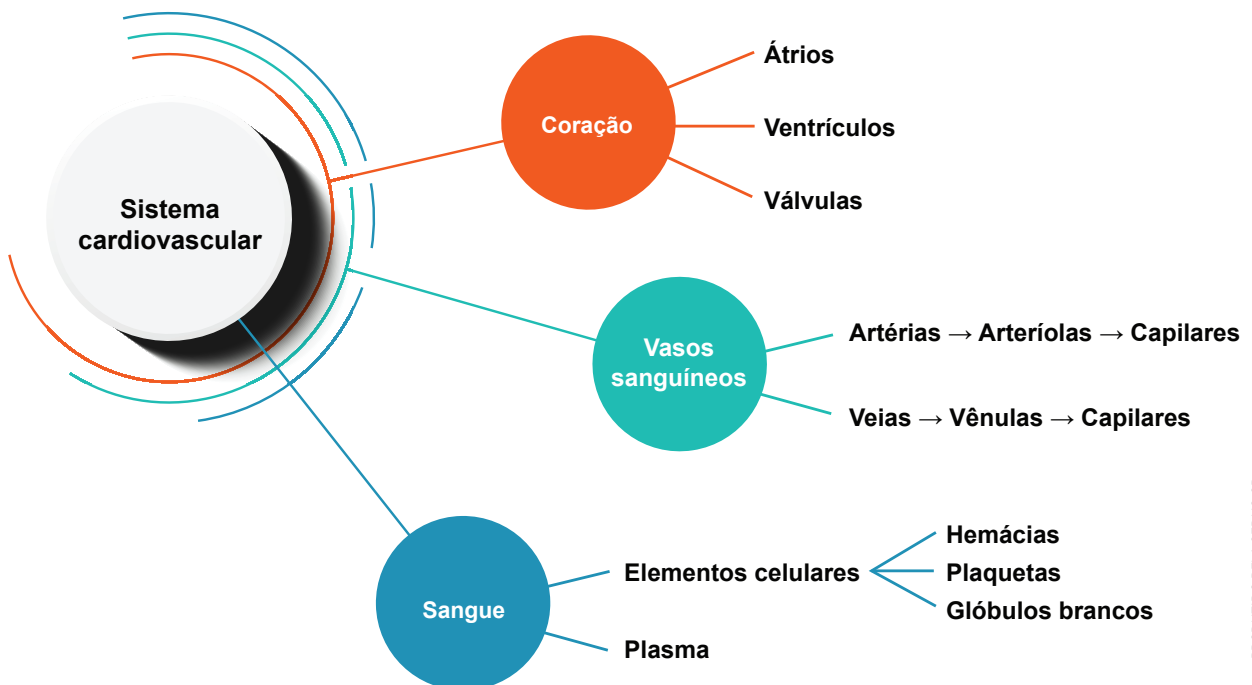 Sistema
cardiovascular
Coração
Átrios
Ventrículos
Válvulas
Vasos
sanguíneos
Artérias → Arteríolas → Capilares
Veias → Vênulas → Capilares
Sangue
Elementos celulares
Hemácias
Plaquetas
Glóbulos brancos
Plasma